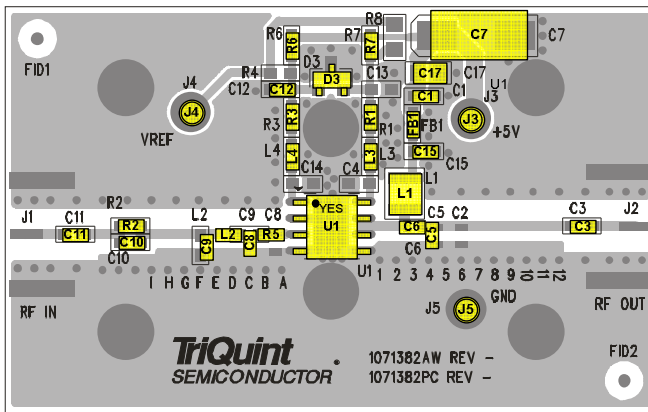 R8
R6 R6 R7 R7 C7 C7
FID1 D3
R4 D3 C13 C17 C17 U1
J4 C12 C12 C1 C1 J3
J4 R3 R3 R1 R1 FB1 FB1 J3
VREF +5V
L4 L4 L3 L3 C15 C15
C14 C4 L1 L1
YES
J1 C11 R2 L2 C9 C8 U1 C5 C2 C3 J2
C11 R2 L2 R5 C6 C3
C10 C9 C8 C5
C10 C6
U1
I H G F E D C B A 1 2 3 4 5 6 7 8 9 10 11 12
GND
RF IN J5 J5 RF OUT
TriQuint
SEMICONDUCTOR
1071382AW REV -
1071382PC REV -
FID2